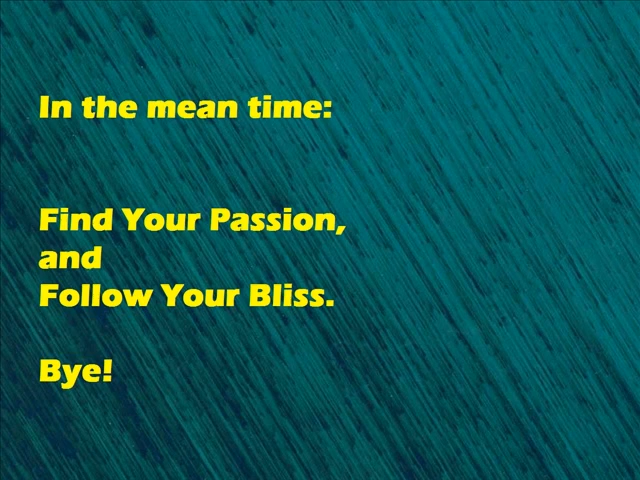 In the mean time:
Find Your Passion,
and
Follow Your Bliss.
Bye!